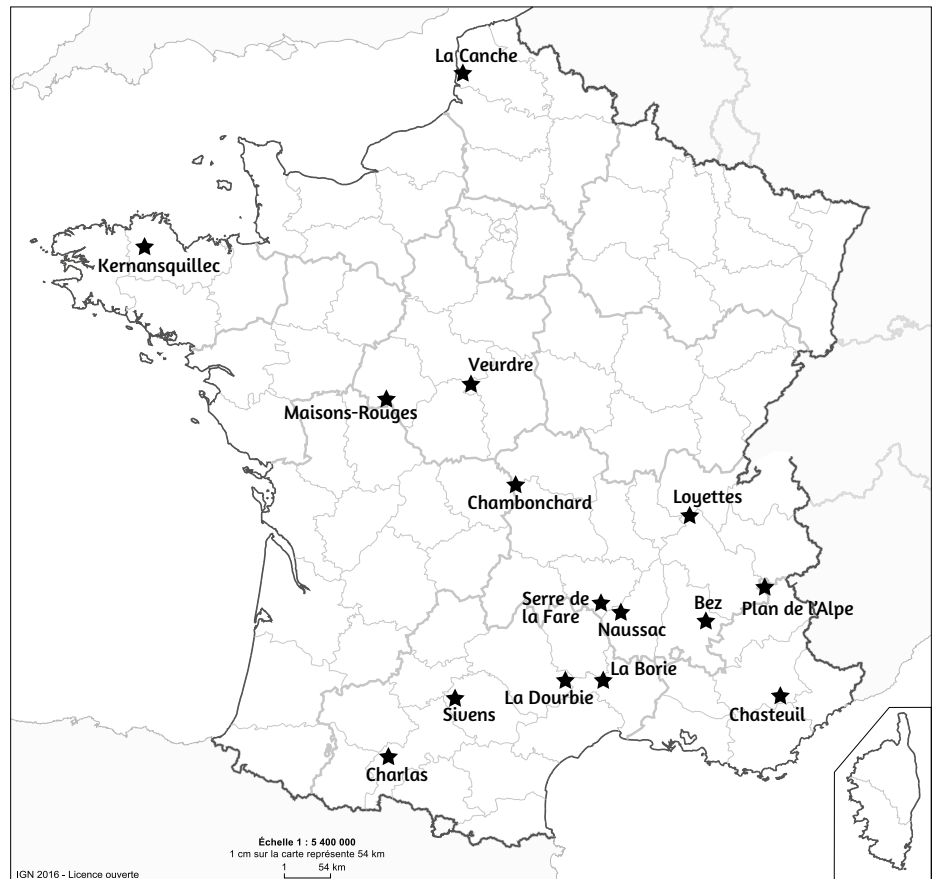 La Canche
Kernansquillec
Veurdre
Maisons-Rouges
Chambonchard
Loyettes
Serre de
la Fare
Naussac
Bez
Plan de l'Alpe
La Borie
La Dourbie
Sivens
Chasteuil
Charlas
Échelle 1 : 5 400 000
1 cm sur la carte représente 54 km
1 54 km
IGN 2016 - Licence ouverte